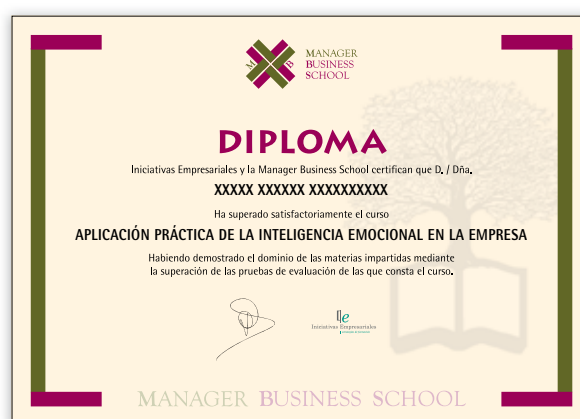 M B
MANAGER
BUSINESS
SCHOOL
DIPLOMA
Iniciativas Empresariales y la Manager Business School certifican que D. / Dña.
XXXXX XXXXXX XXXXXXXXXX
Ha superado satisfactoriamente el curso
APLICACIÓN PRÁCTICA DE LA INTELIGENCIA EMOCIONAL EN LA EMPRESA
Habiendo demostrado el dominio de las materias impartidas mediante
la superación de las pruebas de evaluación de las que consta el curso.
Iniciativas Empresariales
MANAGER BUSINESS SCHOOL